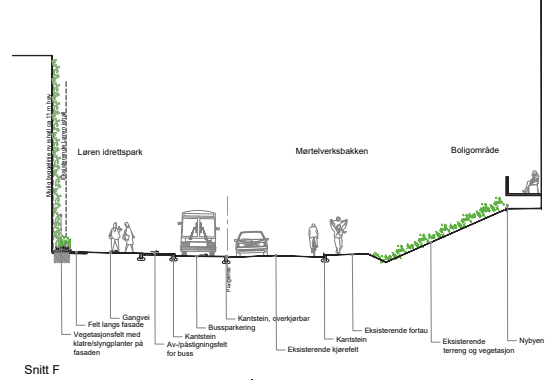 Løren idrettspark
Mørtelverksbakken
Boligområde
Plangrense
Gangvei
Felt langs fasade
Vegetasjonsfelt med
klatre/slyngplanter på
fasaden
Kantstein
Av-/påstigningsfelt
for buss
Bussparkering
Kantstein, overkjørbar
Eksisterende kjørefelt
Kantstein
Eksisterende fortau
Eksisterende
terreng og vegetasjon
Nybyen
Snitt F